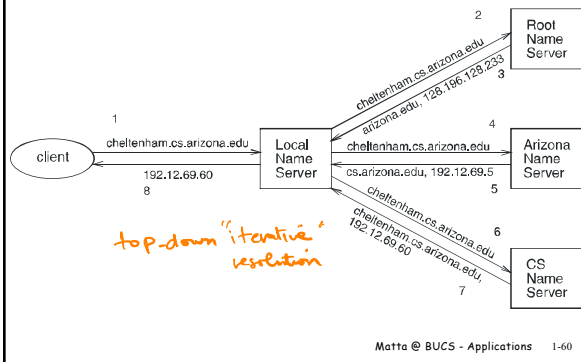 2
Root
Name
Server
cheltenham.cs.arizona.edu
arizona.edu, 128.196.128.233
3
1
4
cheltenham.cs.arizona.edu
client
192.12.69.60
8
Local
Name
Server
cheltenham.cs.arizona.edu
cs.arizona.edu, 192.12.69.5
5
Arizona
Name
Server
cheltenham.cs.arizona.edu
cheltenham.cs.arizona.edu,
192.12.69.60
6
7
CS
Name
Server
top-down "iterative"
resolution
Matta @ BUCS - Applications 1-60